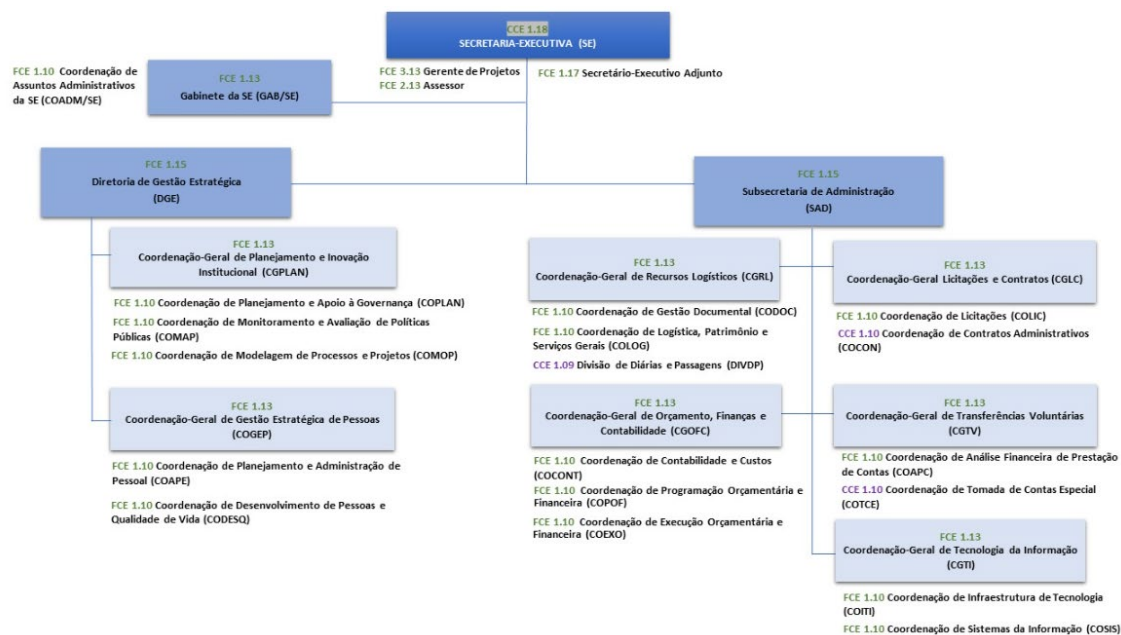 CCE 1.18
SECRETARIA-EXECUTIVA (SE)
FCE 1.10 Coordenação de
Assuntos Administrativos
da SE (COADM/SE)
FCE 1.13
Gabinete da SE (GAB/SE)
FCE 3.13 Gerente de Projetos
FCE 2.13 Assessor
FCE 1.17 Secretário-Executivo Adjunto
FCE 1.15
Diretoria de Gestão Estratégica
(DGE)
FCE 1.15
Subsecretaria de Administração
(SAD)
FCE 1.13
Coordenação-Geral de Planejamento e Inovação
Institucional (CGPLAN)
FCE 1.10 Coordenação de Planejamento e Apoio à Governança (COPLAN)
FCE 1.10 Coordenação de Monitoramento e Avaliação de Políticas
Públicas (COMAP)
FCE 1.10 Coordenação de Modelagem de Processos e Projetos (COMOP)
FCE 1.13
Coordenação-Geral de Gestão Estratégica de Pessoas
(COGEP)
FCE 1.10 Coordenação de Planejamento e Administração de
Pessoal (COAPE)
FCE 1.10 Coordenação de Desenvolvimento de Pessoas e
Qualidade de Vida (CODESQ)
FCE 1.13
Coordenação-Geral de Recursos Logísticos (CGRL)
FCE 1.10 Coordenação de Gestão Documental (CODOC)
FCE 1.10 Coordenação de Logística, Patrimônio e
Serviços Gerais (COLOG)
CCE 1.09 Divisão de Diárias e Passagens (DIVDP)
FCE 1.13
Coordenação-Geral Licitações e Contratos (CGLC)
FCE 1.10 Coordenação de Licitações (COLIC)
CCE 1.10 Coordenação de Contratos Administrativos
(COCON)
FCE 1.13
Coordenação-Geral de Orçamento, Finanças e
Contabilidade (CGOFC)
FCE 1.10 Coordenação de Contabilidade e Custos
(COCONT)
FCE 1.10 Coordenação de Programação Orçamentária e
Financeira (COPOF)
FCE 1.10 Coordenação de Execução Orçamentária e
Financeira (COEXO)
FCE 1.13
Coordenação-Geral de Transferências Voluntárias
(CGTV)
FCE 1.10 Coordenação de Análise Financeira de Prestação
de Contas (COAPC)
CCE 1.10 Coordenação de Tomada de Contas Especial
(COTCE)
FCE 1.13
Coordenação-Geral de Tecnologia da Informação
(CGTI)
FCE 1.10 Coordenação de Infraestrutura de Tecnologia
(COITI)
FCE 1.10 Coordenação de Sistemas da Informação (COSIS)